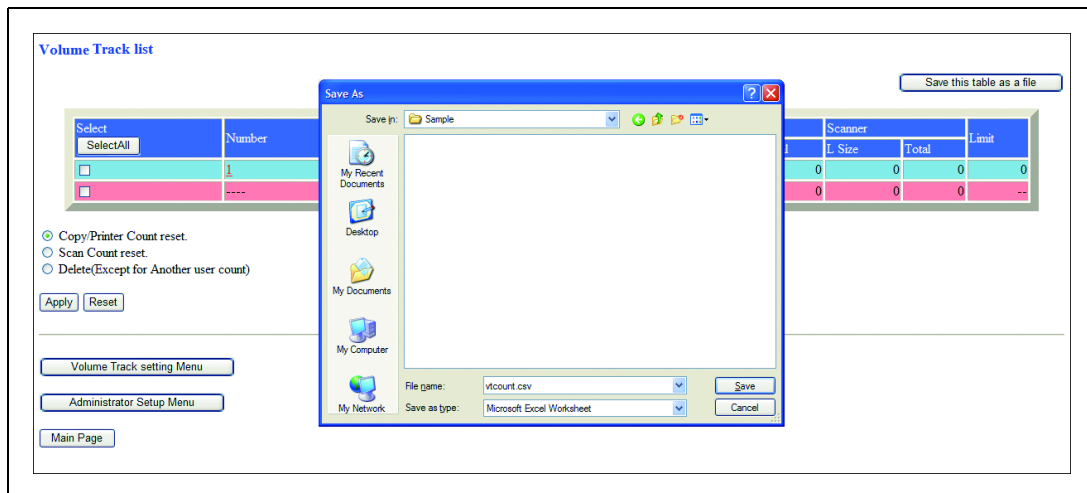 Volume Track list
Save this table as a file
Select
SelectAll
Number
Scanner
L Size
Total
Limit
1
0
0
0
0
----
0
0
0
--
Save As
Save in:
Sample
My Recent
Documents
Desktop
My Documents
My Computer
My Network
File name:
vtcount.csv
Save
Save as type:
Microsoft Excel Worksheet
Cancel
Copy/Printer Count reset.
Scan Count reset.
Delete(Except for Another user count)
Apply
Reset
Volume Track setting Menu
Administrator Setup Menu
Main Page